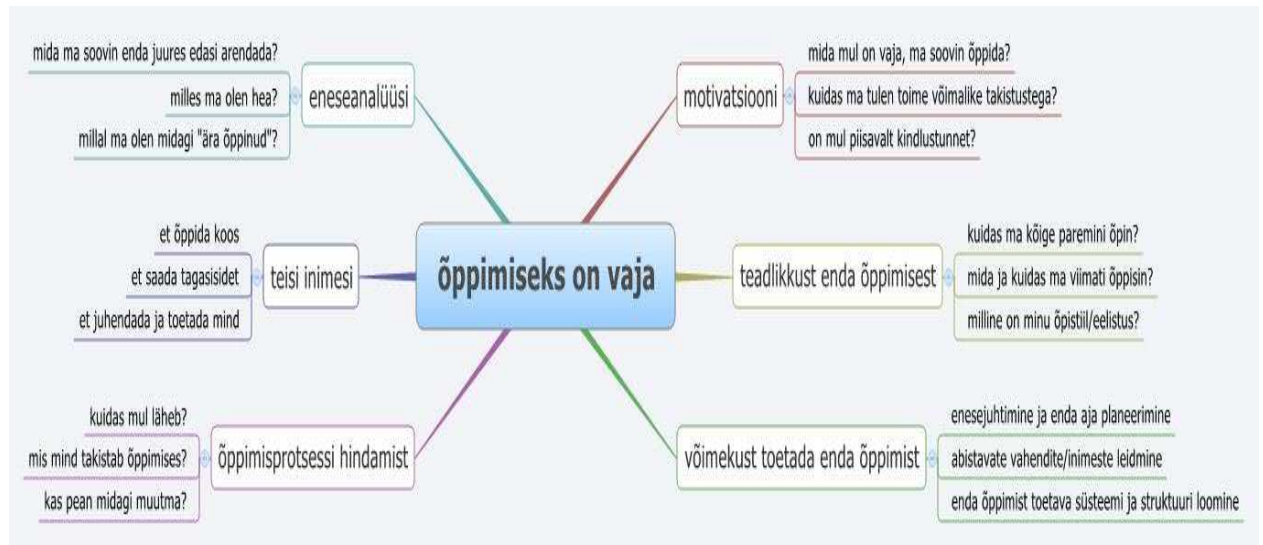 õppimiseks on vaja
eneseanalüüsi
mida ma soovin enda juures edasi arendada?
milles ma olen hea?
millal ma olen midagi "ära õppinud"?
teisi inimesi
et õppida koos
et saada tagasisidet
et juhendada ja toetada mind
õppimisprotsessi hindamist
kuidas mul läheb?
mis mind takistab õppimises?
kas pean midagi muutma?
motivatsiooni
mida mul on vaja, ma soovin õppida?
kuidas ma tulen toime võimalike takistustega?
on mul piisavalt kindlustunnet?
teadlikkust enda õppimisest
kuidas ma kõige paremini õpin?
mida ja kuidas ma viimati õppisin?
milline on minu õpistiil/eelistus?
võimekust toetada enda õppimist
enesejuhtimine ja enda aja planeerimine
abistavate vahendite/inimeste leidmine
enda õppimist toetava süsteemi ja struktuuri loomine